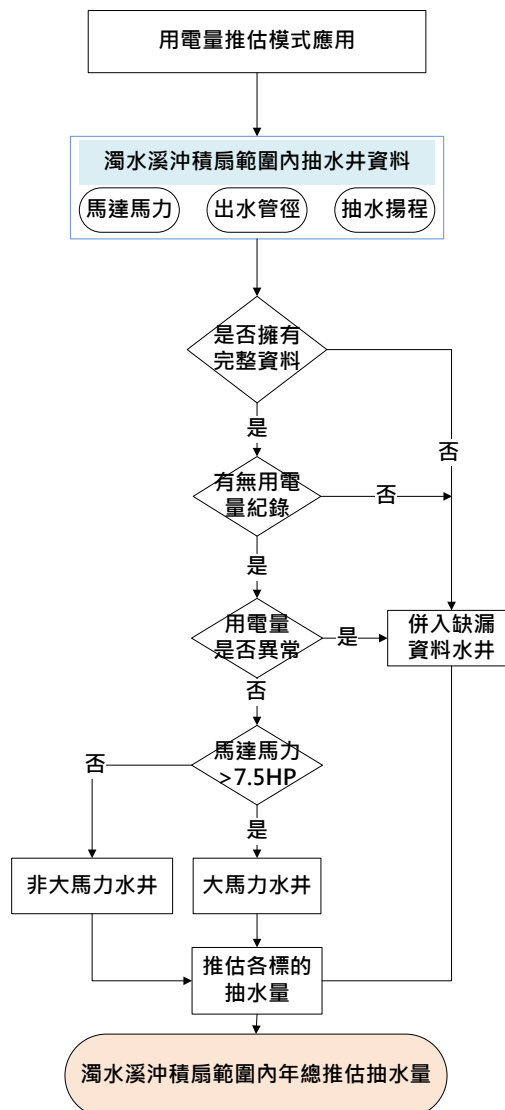 用電量推估模式應用
濁水溪沖積扇範圍內抽水井資料
馬達馬力
出水管徑
抽水揚程
是否擁有
完整資料
是
否
有無用電
量紀錄
否
是
用電量
是否異常
是
併入缺漏
資料水井
否
馬達馬力
>7.5HP
否
是
非大馬力水井
大馬力水井
推估各標的
抽水量
濁水溪沖積扇範圍內年總推估抽水量